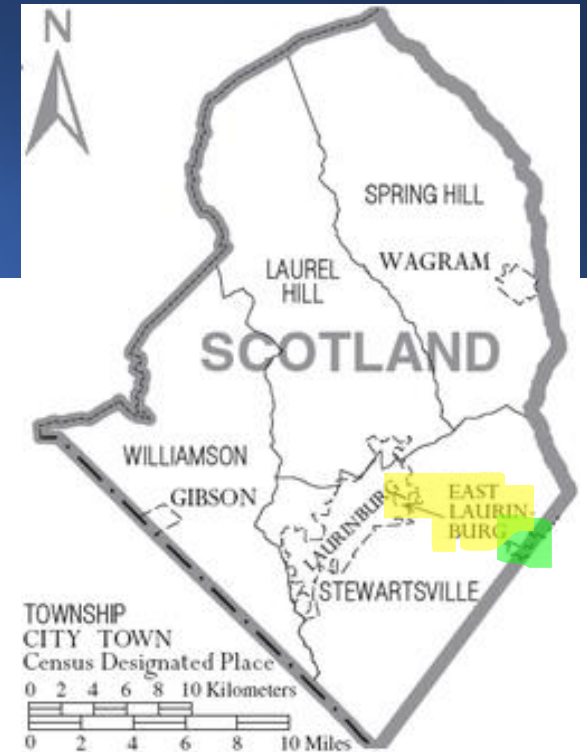 N
SPRING HILL
WAGRAM
LAUREL
HILL
SCOTLAND
WILLIAMSON
GIBSON
LAURINBURG
EAST
LAURIN-
BURG
STEWARTSVILLE
TOWNSHIP
CITY TOWN
Census Designated Place
0 2 4 6 8 10 Kilometers
0 2 4 6 8 10 Miles